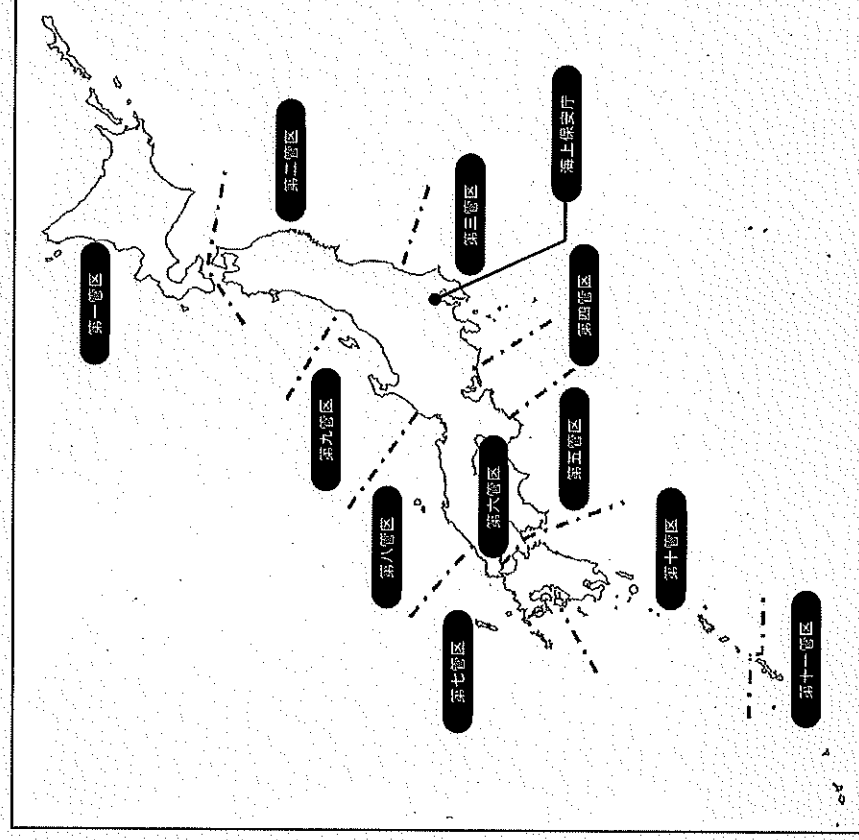 第一管区
第二管区
第三管区
海上保安庁
第四管区
第五管区
第六管区
第七管区
第八管区
第九管区
第十管区
第十一管区